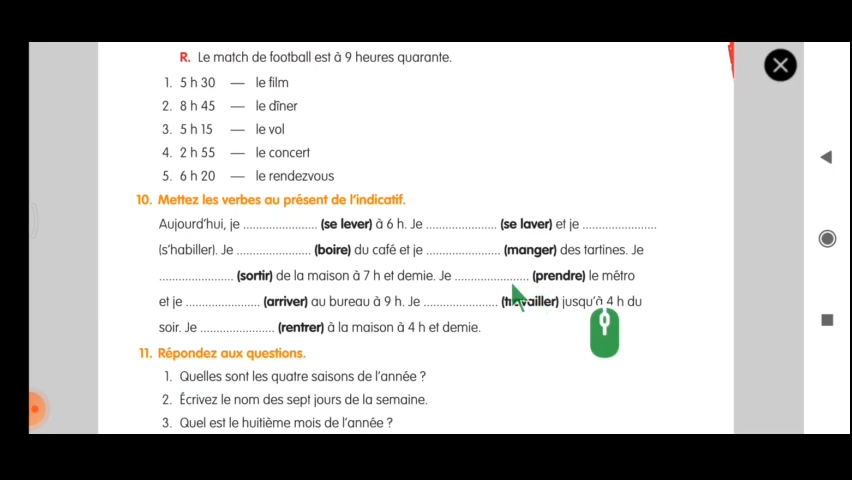 R. Le match de football est à 9 heures quarante.
1. 5 h 30 — le film
2. 8 h 45 — le dîner
3. 5 h 15 — le vol
4. 2 h 55 — le concert
5. 6 h 20 — le rendezvous
10. Mettez les verbes au présent de l'indicatif.
Aujourd'hui, je ....................... (se lever) à 6 h. Je ...................... (se laver) et je .......................
(s'habiller). Je ....................... (boire) du café et je ....................... (manger) des tartines. Je
....................... (sortir) de la maison à 7 h et demie. Je ....................... (prendre) le métro
et je ....................... (arriver) au bureau à 9 h. Je ....................... (travailler) jusqu'à 4 h du
soir. Je ....................... (rentrer) à la maison à 4 h et demie.
11. Répondez aux questions.
1. Quelles sont les quatre saisons de l'année ?
2. Écrivez le nom des sept jours de la semaine.
3. Quel est le huitième mois de l'année ?